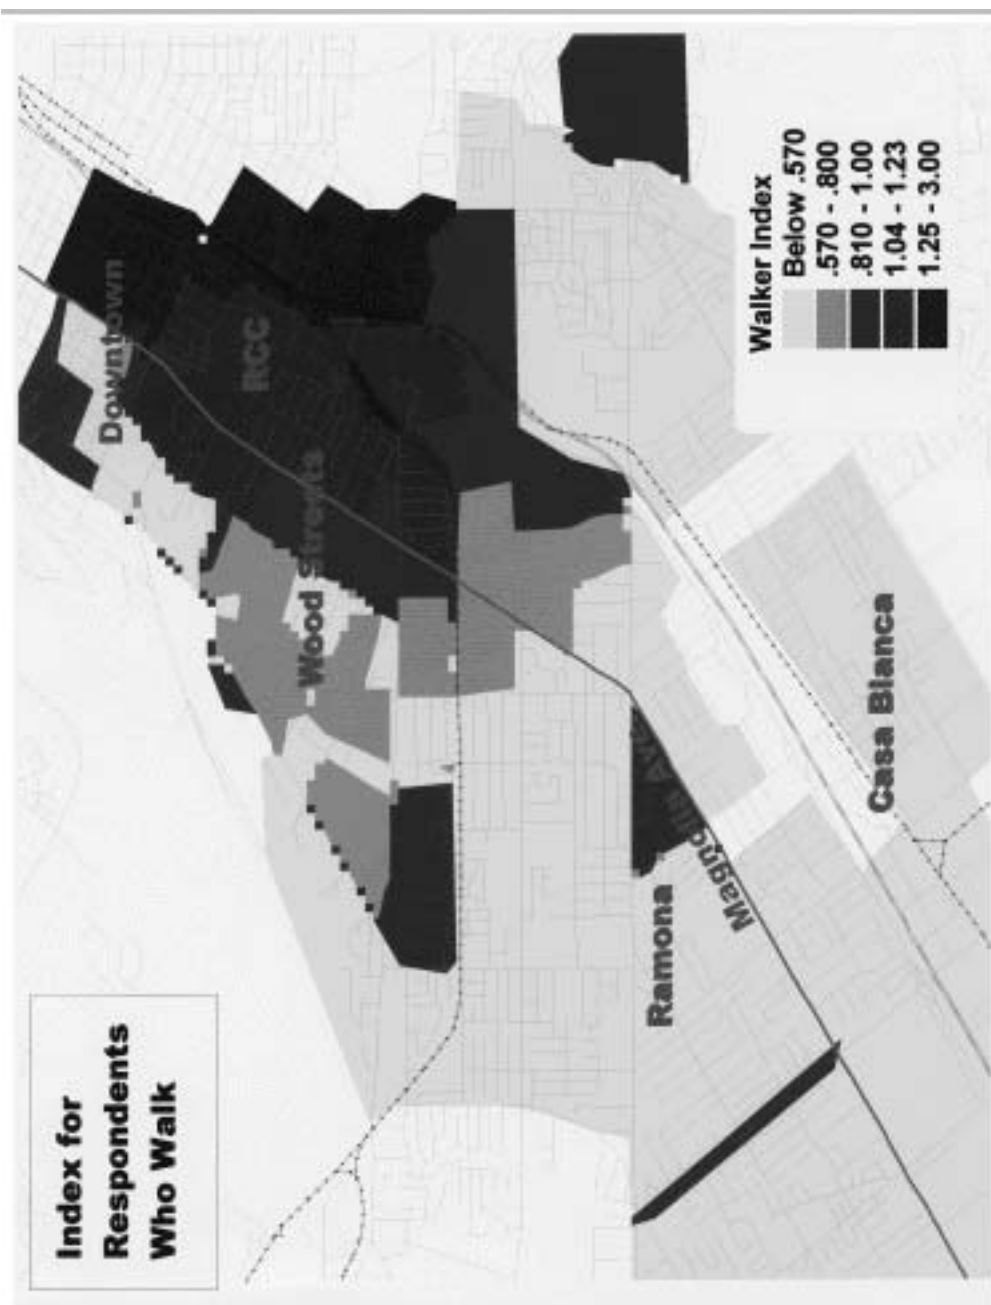 Index for
Respondents
Who Walk
Downtown
RCC
Wood Streets
Magnolia Ave
Ramona
Casa Blanca
Walker Index
Below .570
.570 - .800
.810 - 1.00
1.04 - 1.23
1.25 - 3.00